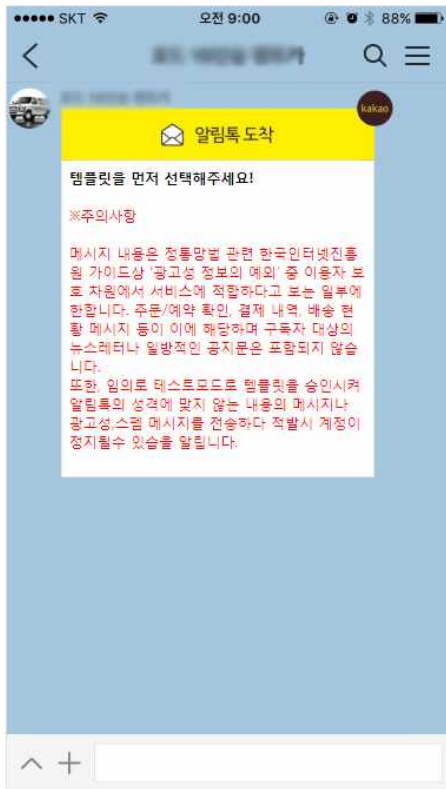 SKT 오전 9:00 88%
kakao
알림톡 도착
템플릿을 먼저 선택해주세요!
※주의사항
메시지 내용은 정통망법 관련 한국인터넷진흥
원 가이드상 '광고성 정보의 예외' 중 이용자 보
호 차원에서 서비스에 적합하다고 보는 일부에
한합니다. 주문/예약 확인, 결제 내역, 배송 현
황 메시지 등이 이에 해당하며 구독자 대상의
뉴스레터나 일방적인 공지문은 포함되지 않습
니다.
또한, 임의로 테스트모드로 템플릿을 승인시켜
알림톡의 성격에 맞지 않는 내용의 메시지나
광고성,스팸 메시지를 전송하다 적발시 계정이
정지될수 있습을 알립니다.